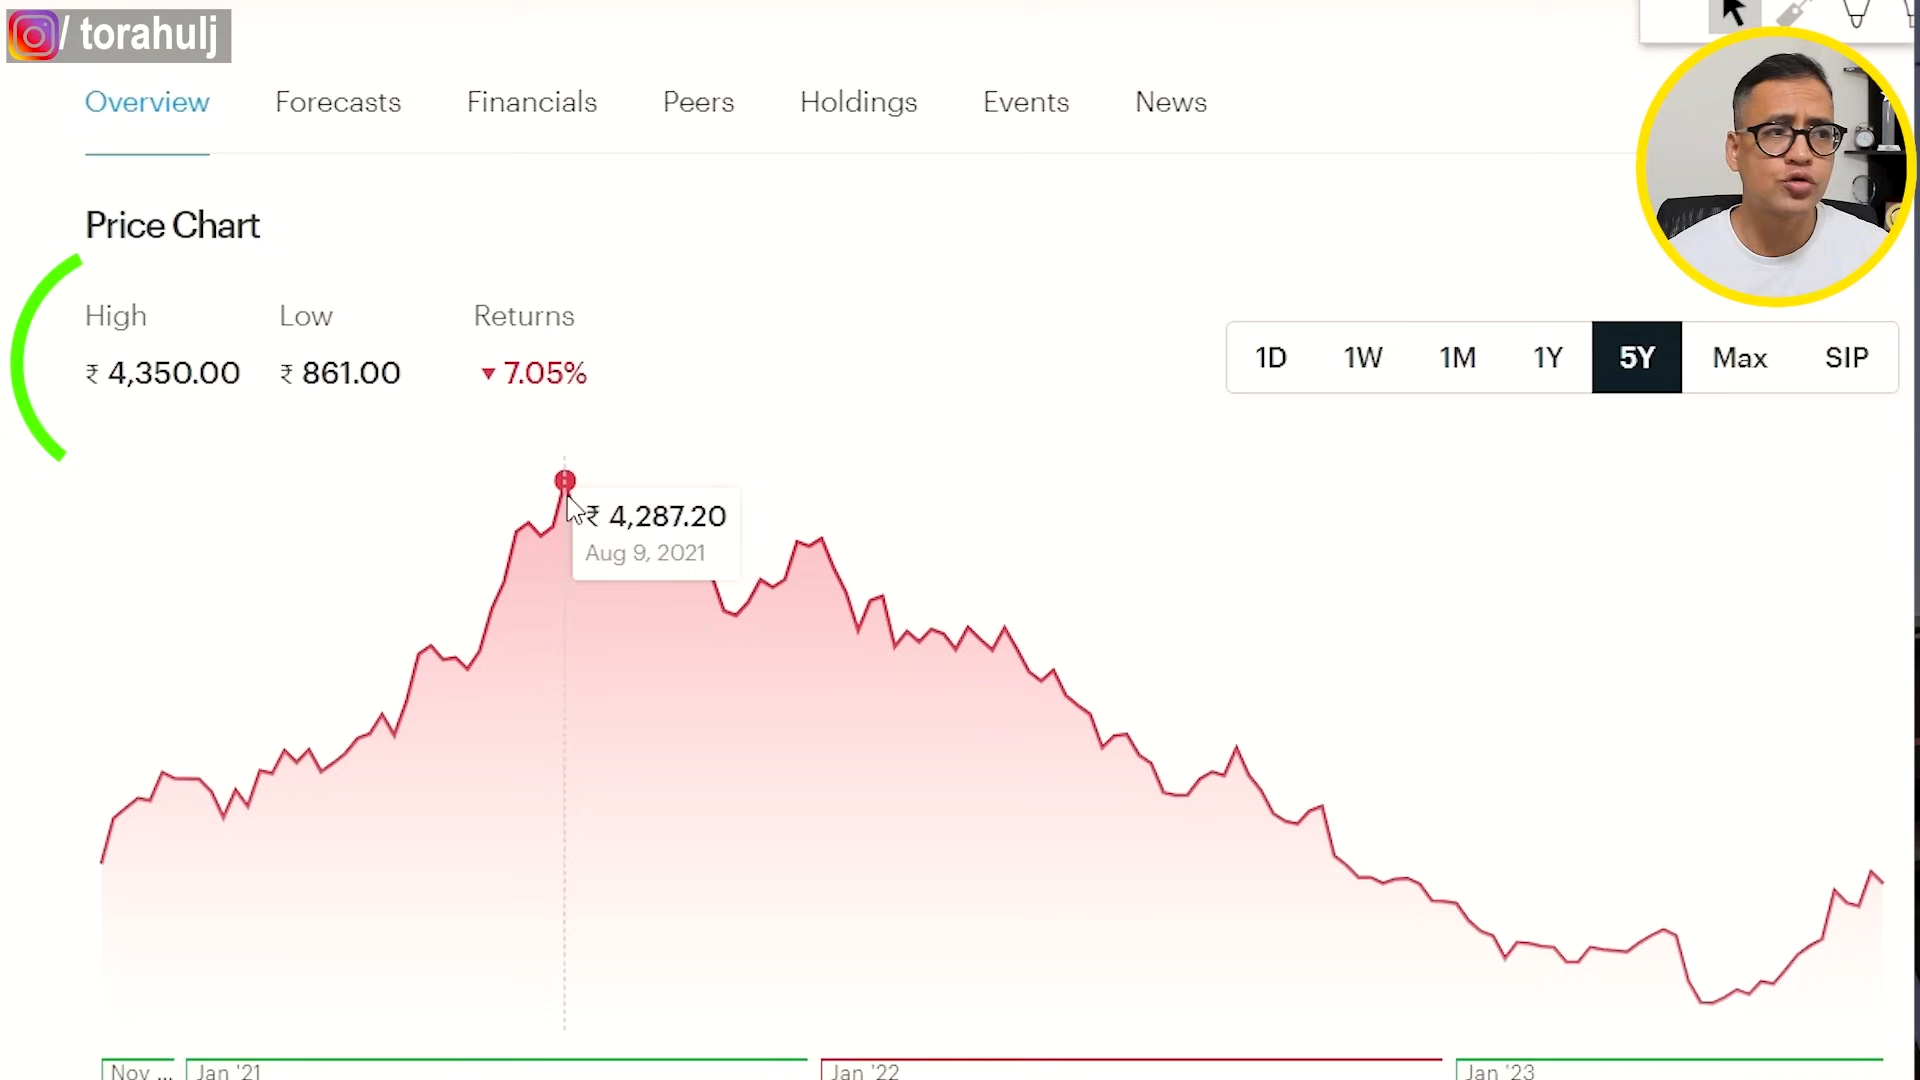 / torahulj
Overview Forecasts Financials Peers Holdings Events News
Price Chart
High Low Returns
₹ 4,350.00 ₹ 861.00 ▼ 7.05%
1D 1W 1M 1Y 5Y Max SIP
₹ 4,287.20
Aug 9, 2021
Nov ... Jan '21 Jan '22 Jan '23